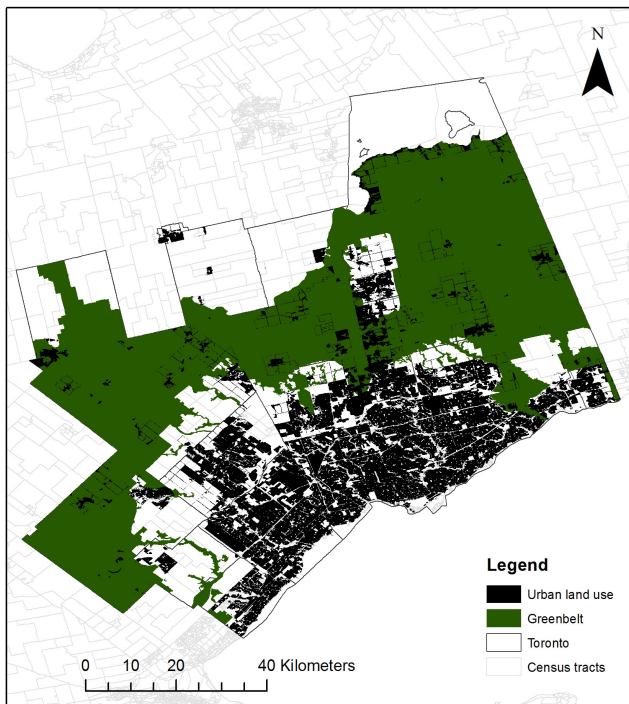 N
Legend
Urban land use
Greenbelt
Toronto
Census tracts
0 10 20 40 Kilometers